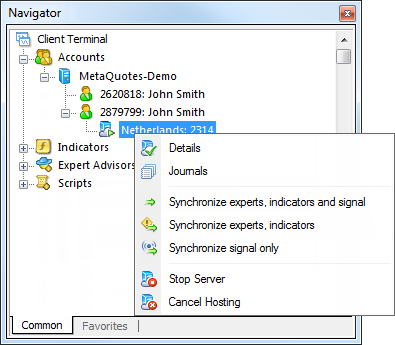 Navigator
Client Terminal
Accounts
MetaQuotes-Demo
2620818: John Smith
2879799: John Smith
Netherlands: 2314
Indicators
Expert Advisors
Scripts
Details
Journals
Synchronize experts, indicators and signal
Synchronize experts, indicators
Synchronize signal only
Stop Server
Cancel Hosting
Common
Favorites